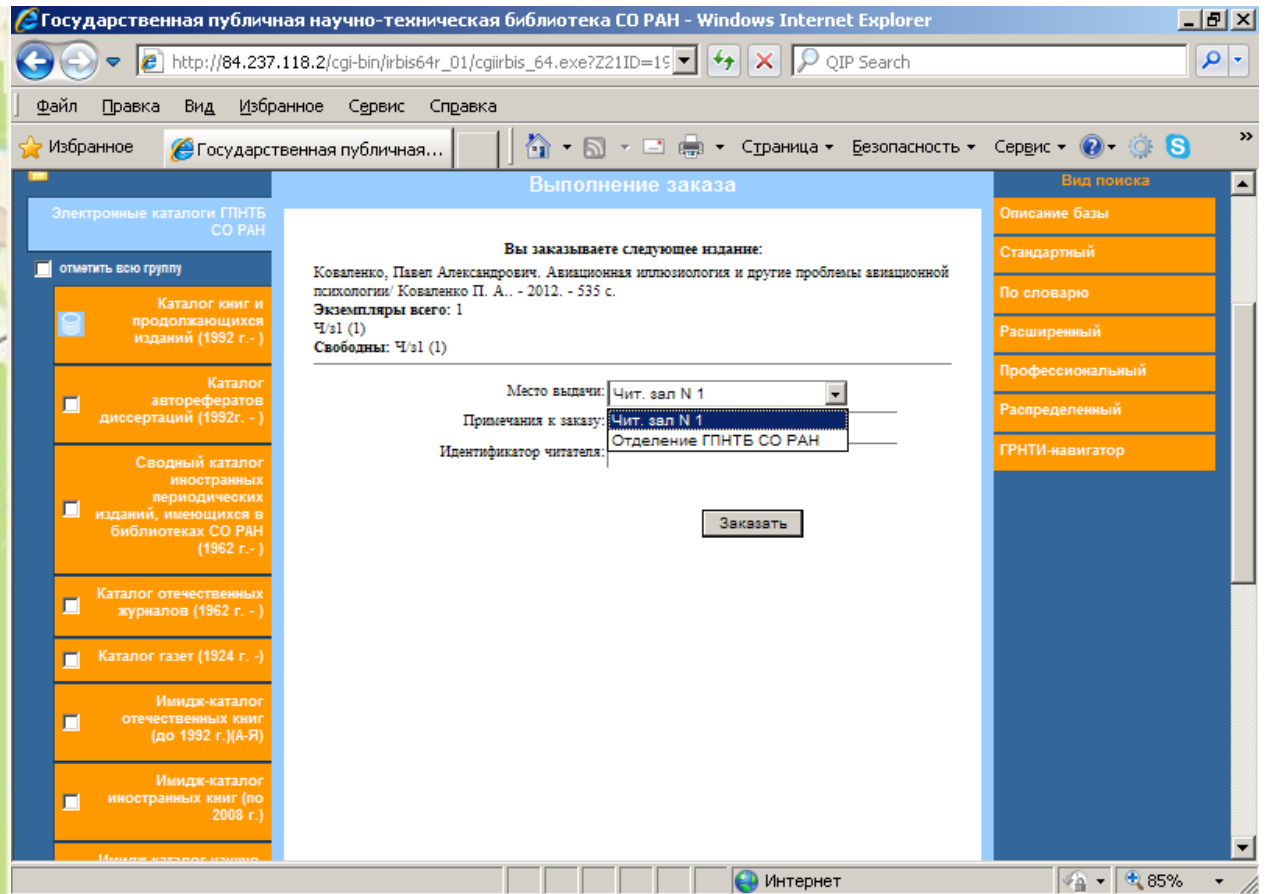 Государственная публичная научно-техническая библиотека СО РАН - Windows Internet Explorer
http://84.237.118.2/cgi-bin/irbis64r_01/cgiirbis_64.exe?Z21ID=19
QIP Search
Файл Правка Вид Избранное Сервис Справка
Избранное
Государственная публичная...
Страница Безопасность Сервис »
Электронные каталоги ГПНТБ
СО РАН
отметить всю группу
Каталог книг и
продолжающихся
изданий (1992 г.- )
Каталог
авторефератов
диссертаций (1992г. - )
Сводный каталог
иностранных
периодических
изданий, имеющихся в
библиотеках СО РАН
(1962 г.- )
Каталог отечественных
журналов (1962 г. - )
Каталог газет (1924 г. -)
Имидж-каталог
отечественных книг
(до 1992 г.)(А-Я)
Имидж-каталог
иностранных книг (по
2008 г.)
Имидж-каталог научно-
Выполнение заказа
Вы заказываете следующее издание:
Коваленко, Павел Александрович. Авиационная иллюзиология и другие проблемы авиационной
психологии/ Коваленко П. А.. - 2012. - 535 с.
Экземпляры всего: 1
Ч/з1 (1)
Свободны: Ч/з1 (1)
Место выдачи: Чит. зал N 1
Примечания к заказу:
Чит. зал N 1
Отделение ГПНТБ СО РАН
Идентификатор читателя:
Заказать
Вид поиска
Описание базы
Стандартный
По словарю
Расширенный
Профессиональный
Распределенный
ГРНТИ-навигатор
Интернет
85%